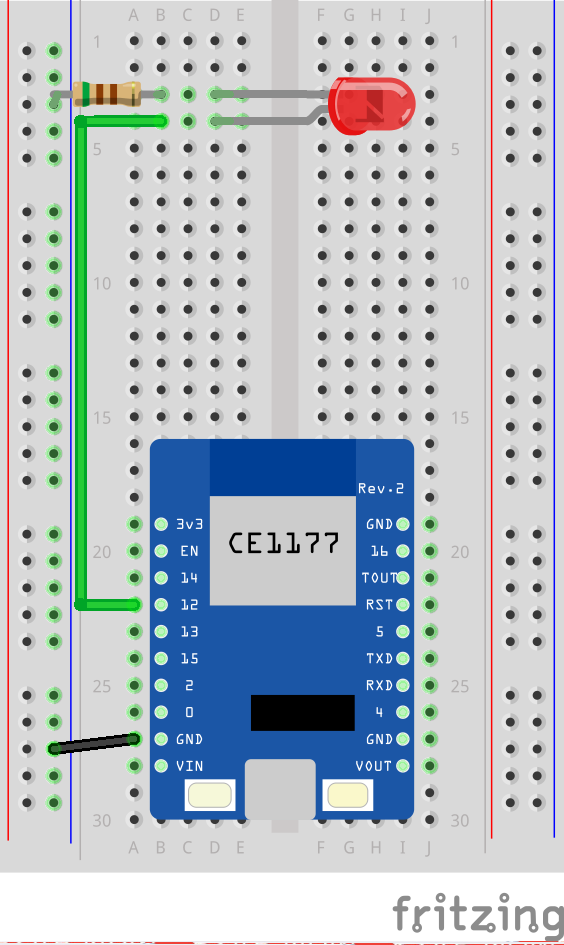 A B C D E F G H I J
1 1
5 5
10 10
15 15
Rev.2
CE1177
3v3 GND
EN 16
14 TOUT
12 RST
13 5
15 TXD
2 RXD
0 4
GND GND
VIN VOUT
20 20
25 25
30 30
A B C D E F G H I J
fritzing